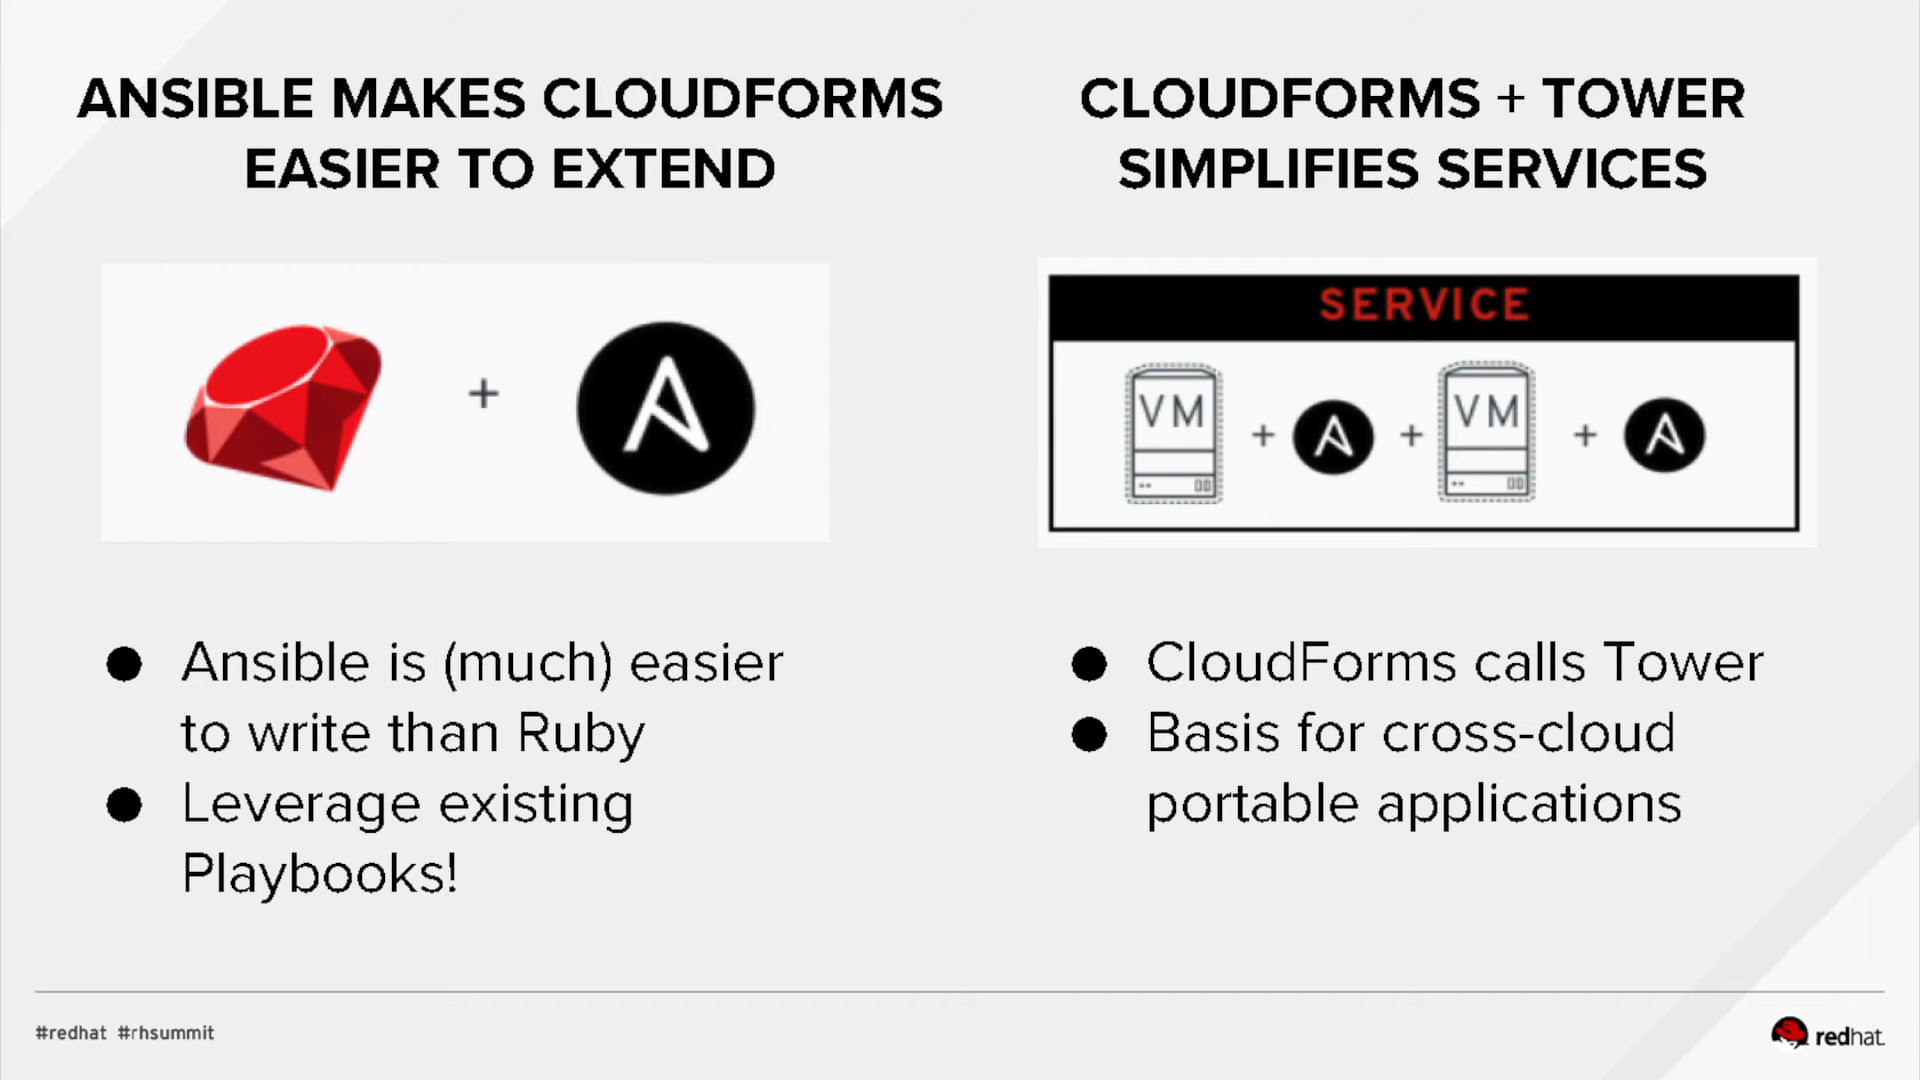 ANSIBLE MAKES CLOUDFORMS
EASIER TO EXTEND
+
● Ansible is (much) easier
to write than Ruby
● Leverage existing
Playbooks!
CLOUDFORMS + TOWER
SIMPLIFIES SERVICES
SERVICE
VM + A + VM + A
● CloudForms calls Tower
● Basis for cross-cloud
portable applications
#redhat #rhsummit
redhat